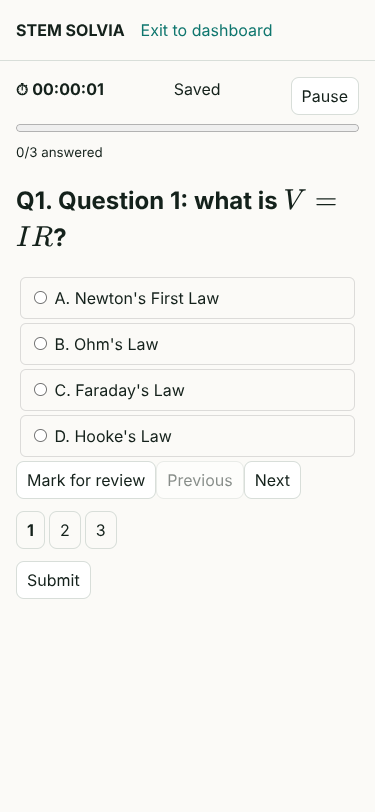 STEM SOLVIA Exit to dashboard
⏱ 00:00:01 Saved Pause
0/3 answered
Q1. Question 1: what is V =
IR?
A. Newton's First Law
B. Ohm's Law
C. Faraday's Law
D. Hooke's Law
Mark for review Previous Next
1 2 3
Submit